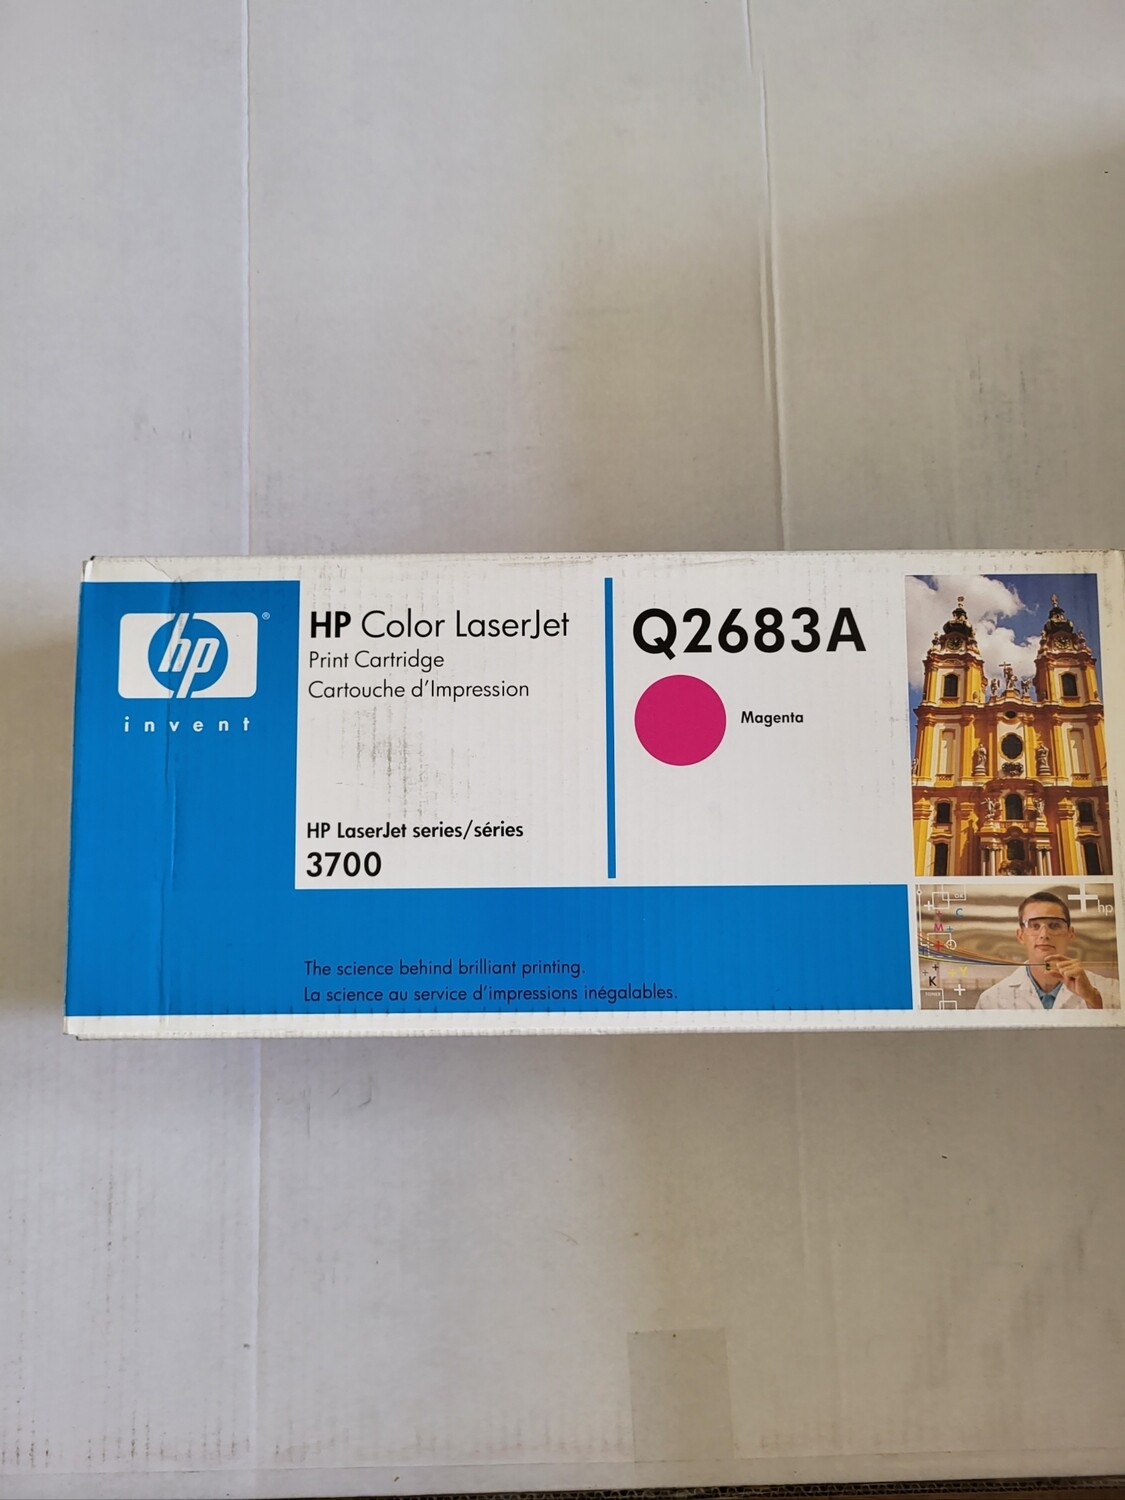 hp®
invent
HP Color LaserJet
Print Cartridge
Cartouche d'Impression
HP LaserJet series/séries
3700
Q2683A
Magenta
The science behind brilliant printing.
La science au service d'impressions inégalables.
hp
C
M
K
Y